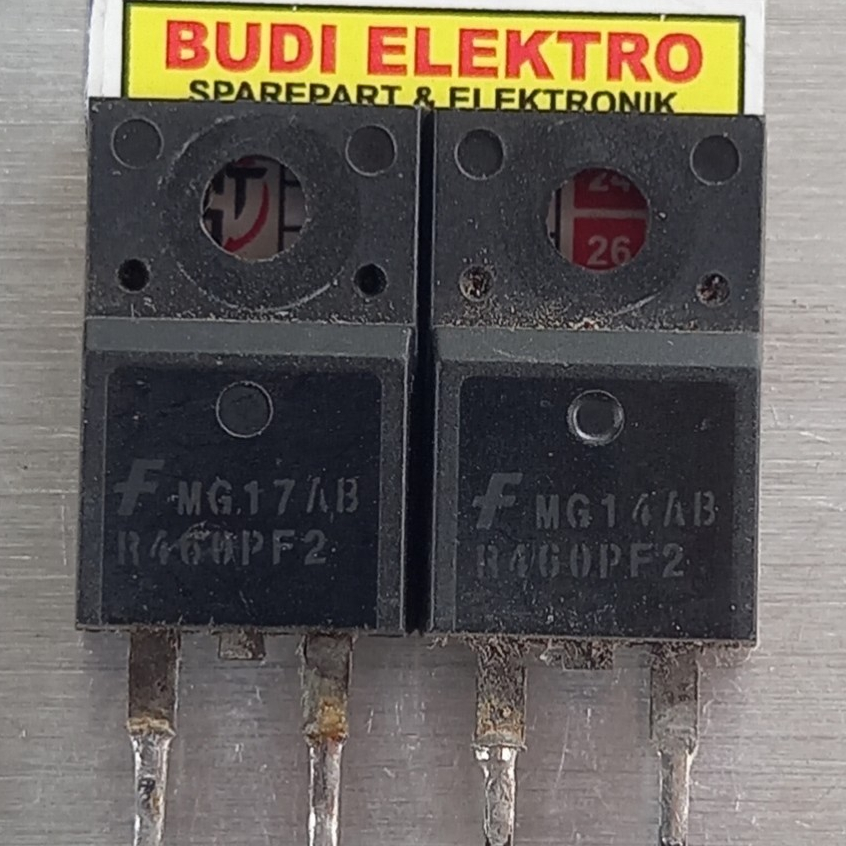 BUDI ELEKTRO
SPAREPART & ELEKTRONIK
24
26
F MG17AB
R460PF2
F MG14AB
R460PF2